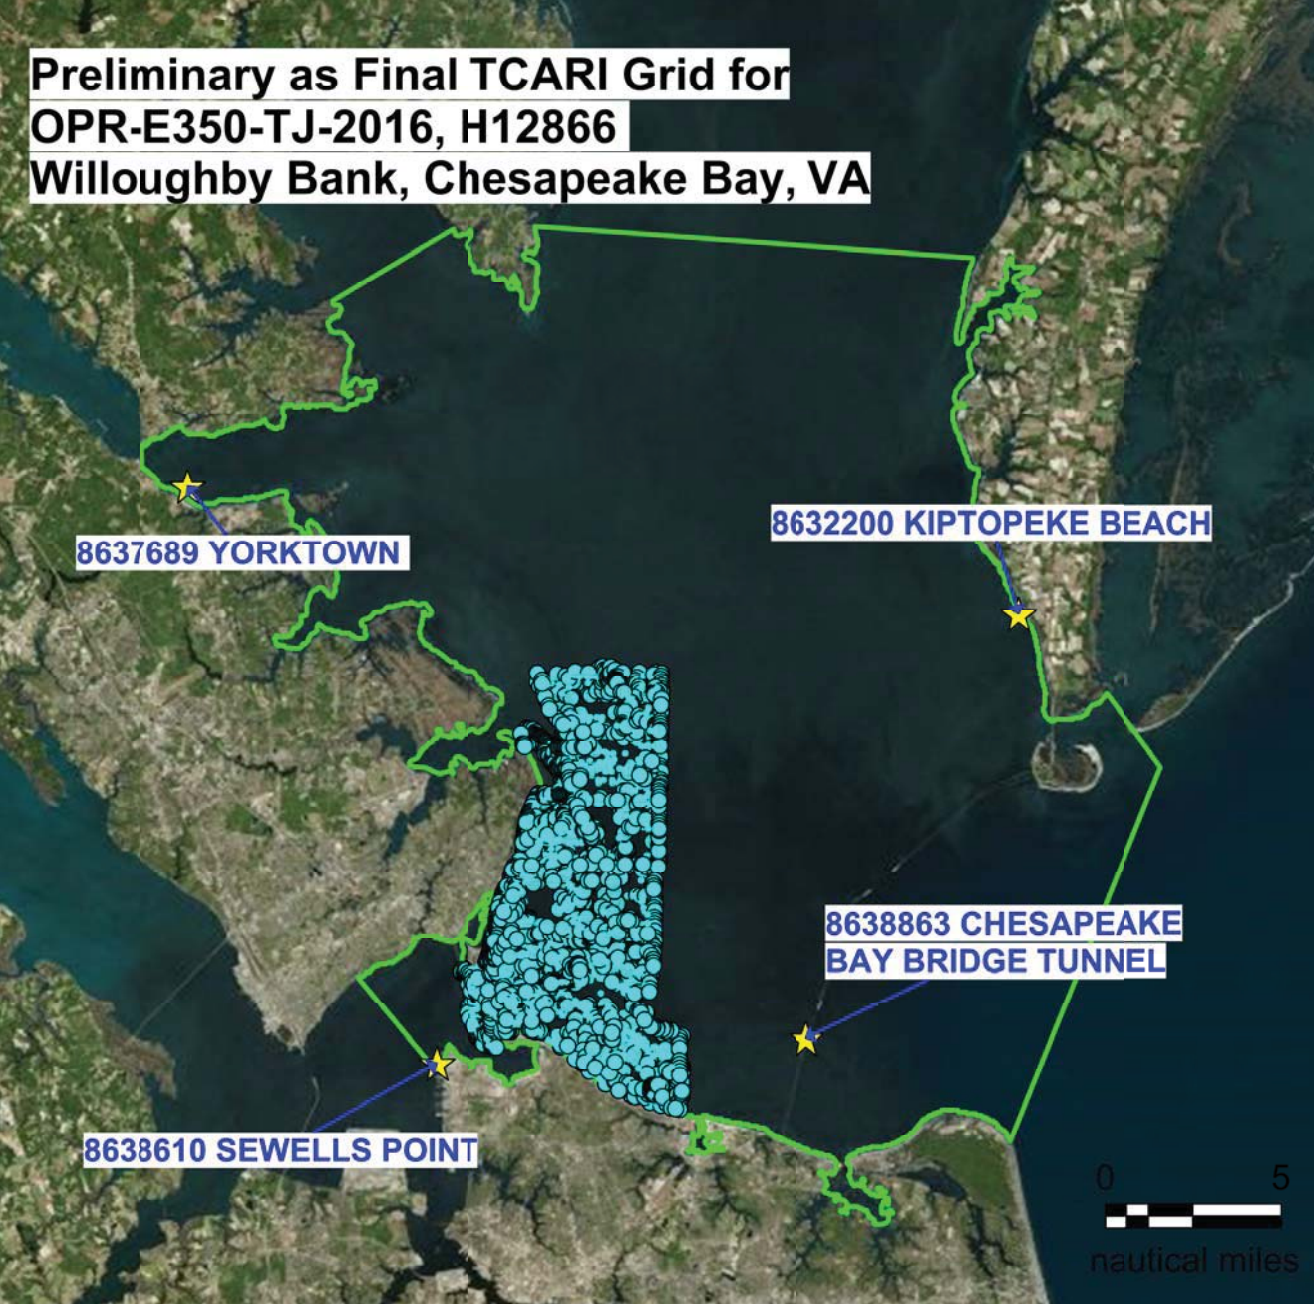 Preliminary as Final TCARI Grid for
OPR-E350-TJ-2016, H12866
Willoughby Bank, Chesapeake Bay, VA
8632200 KIPTOPEKE BEACH
8637689 YORKTOWN
8638863 CHESAPEAKE
BAY BRIDGE TUNNEL
8638610 SEWELLS POINT
0 5
nautical miles